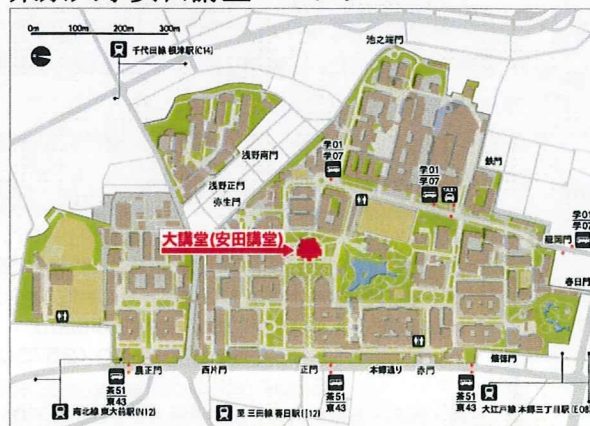 0m 100m 200m 300m
千代田線 根津駅(C14)
池之端門
浅野南門
浅野正門
弥生門
学01
学07
学01
学07
TAXI
鉄門
学01
学07
龍岡門
春日門
大講堂(安田講堂)
農正門
西片門
正門
本郷通り
赤門
懐徳門
茶51
東43
茶51
東43
茶51
東43
南北線 東大前駅(N12)
至 三田線 春日駅(I12)
大江戸線 本郷三丁目駅(E08)